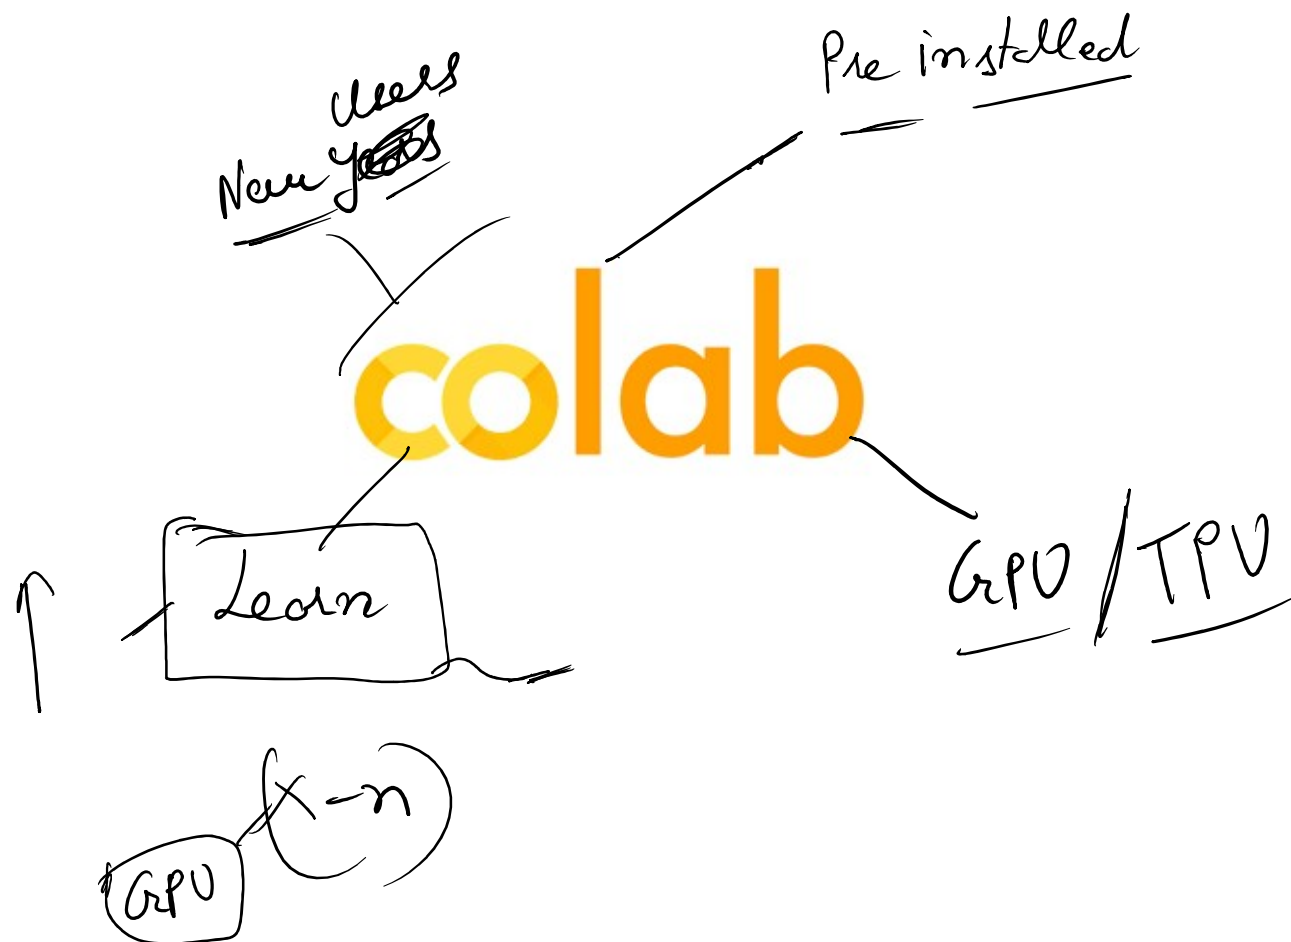 Pre installed
Users
New
colab
GPU / TPU
Learn
(x-n)
GPU